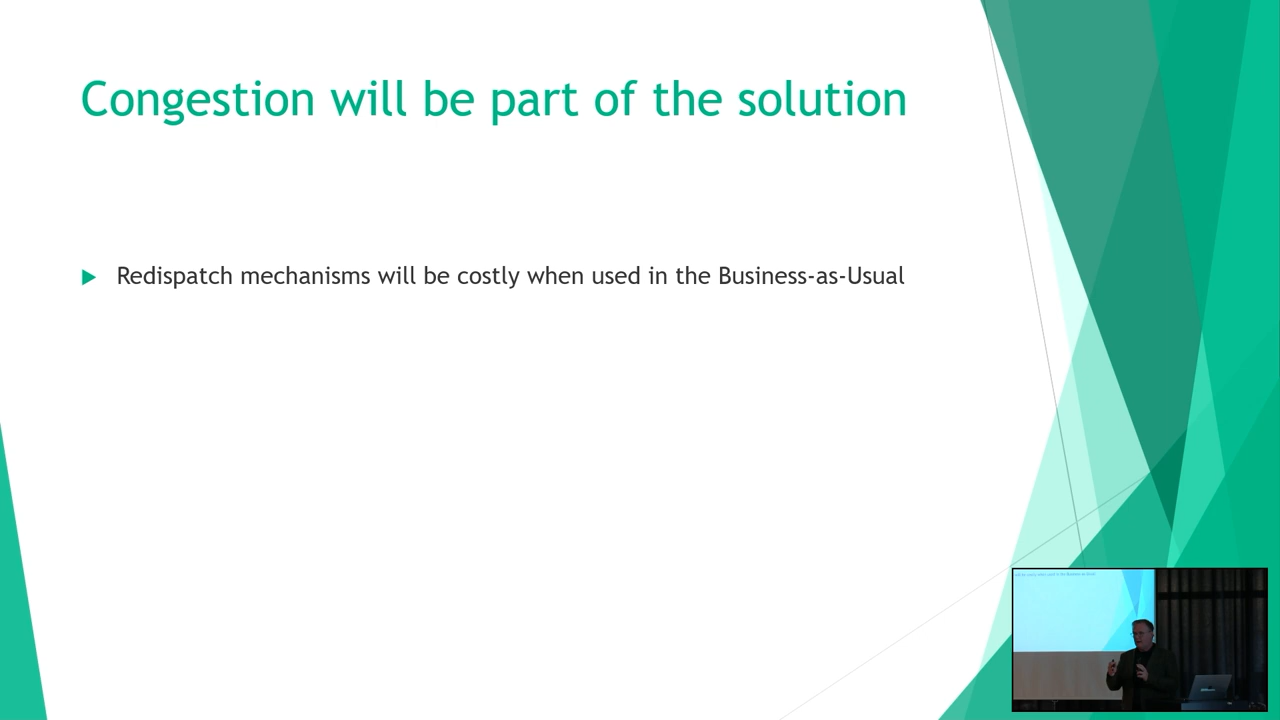 Congestion will be part of the solution
Redispatch mechanisms will be costly when used in the Business-as-Usual